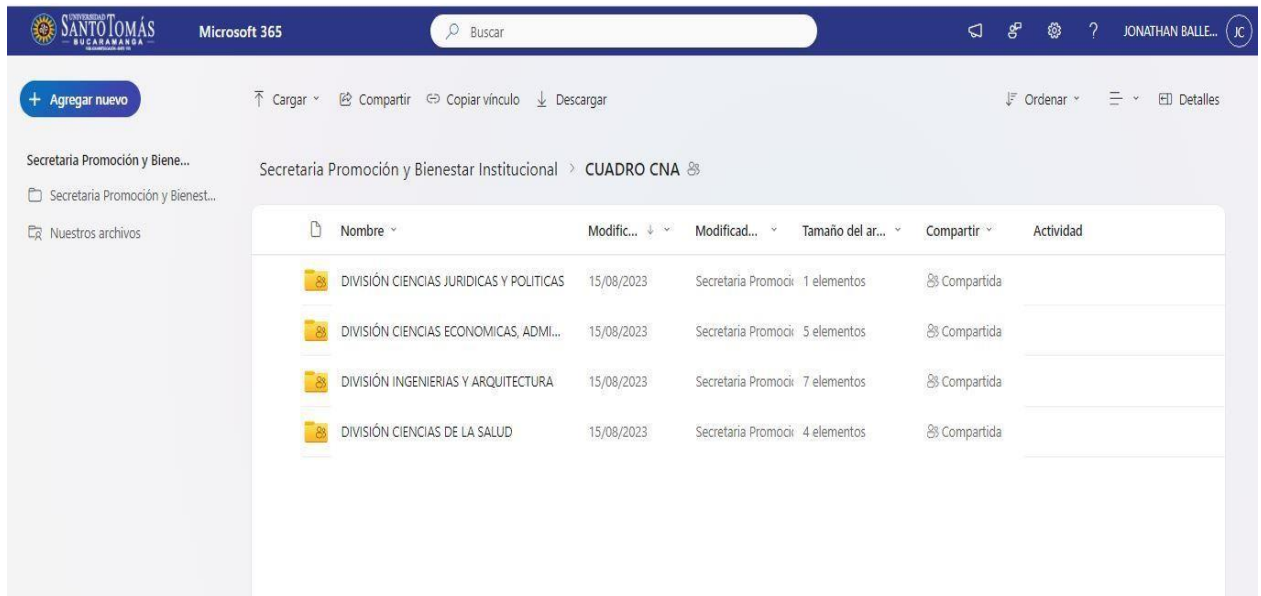 UNIVERSIDAD
SANTO TOMÁS
BUCARAMANGA
Microsoft 365
Buscar
JONATHAN BALLE...
JC
Agregar nuevo
Cargar
Compartir
Copiar vínculo
Descargar
Ordenar
Detalles
Secretaria Promoción y Biene...
Secretaria Promoción y Bienest...
Nuestros archivos
Secretaria Promoción y Bienestar Institucional > CUADRO CNA
Nombre Modific... Modificad... Tamaño del ar... Compartir Actividad
DIVISIÓN CIENCIAS JURIDICAS Y POLITICAS 15/08/2023 Secretaria Promoci 1 elementos Compartida
DIVISIÓN CIENCIAS ECONOMICAS, ADMI... 15/08/2023 Secretaria Promoci 5 elementos Compartida
DIVISIÓN INGENIERIAS Y ARQUITECTURA 15/08/2023 Secretaria Promoci 7 elementos Compartida
DIVISIÓN CIENCIAS DE LA SALUD 15/08/2023 Secretaria Promoci 4 elementos Compartida